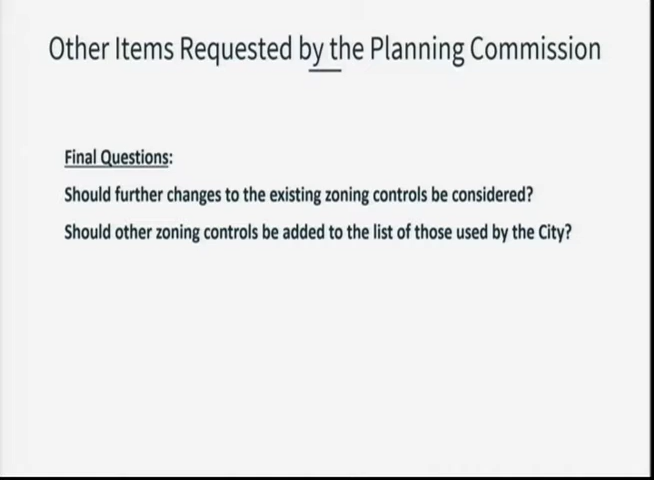 Other Items Requested by the Planning Commission
Final Questions:
Should further changes to the existing zoning controls be considered?
Should other zoning controls be added to the list of those used by the City?